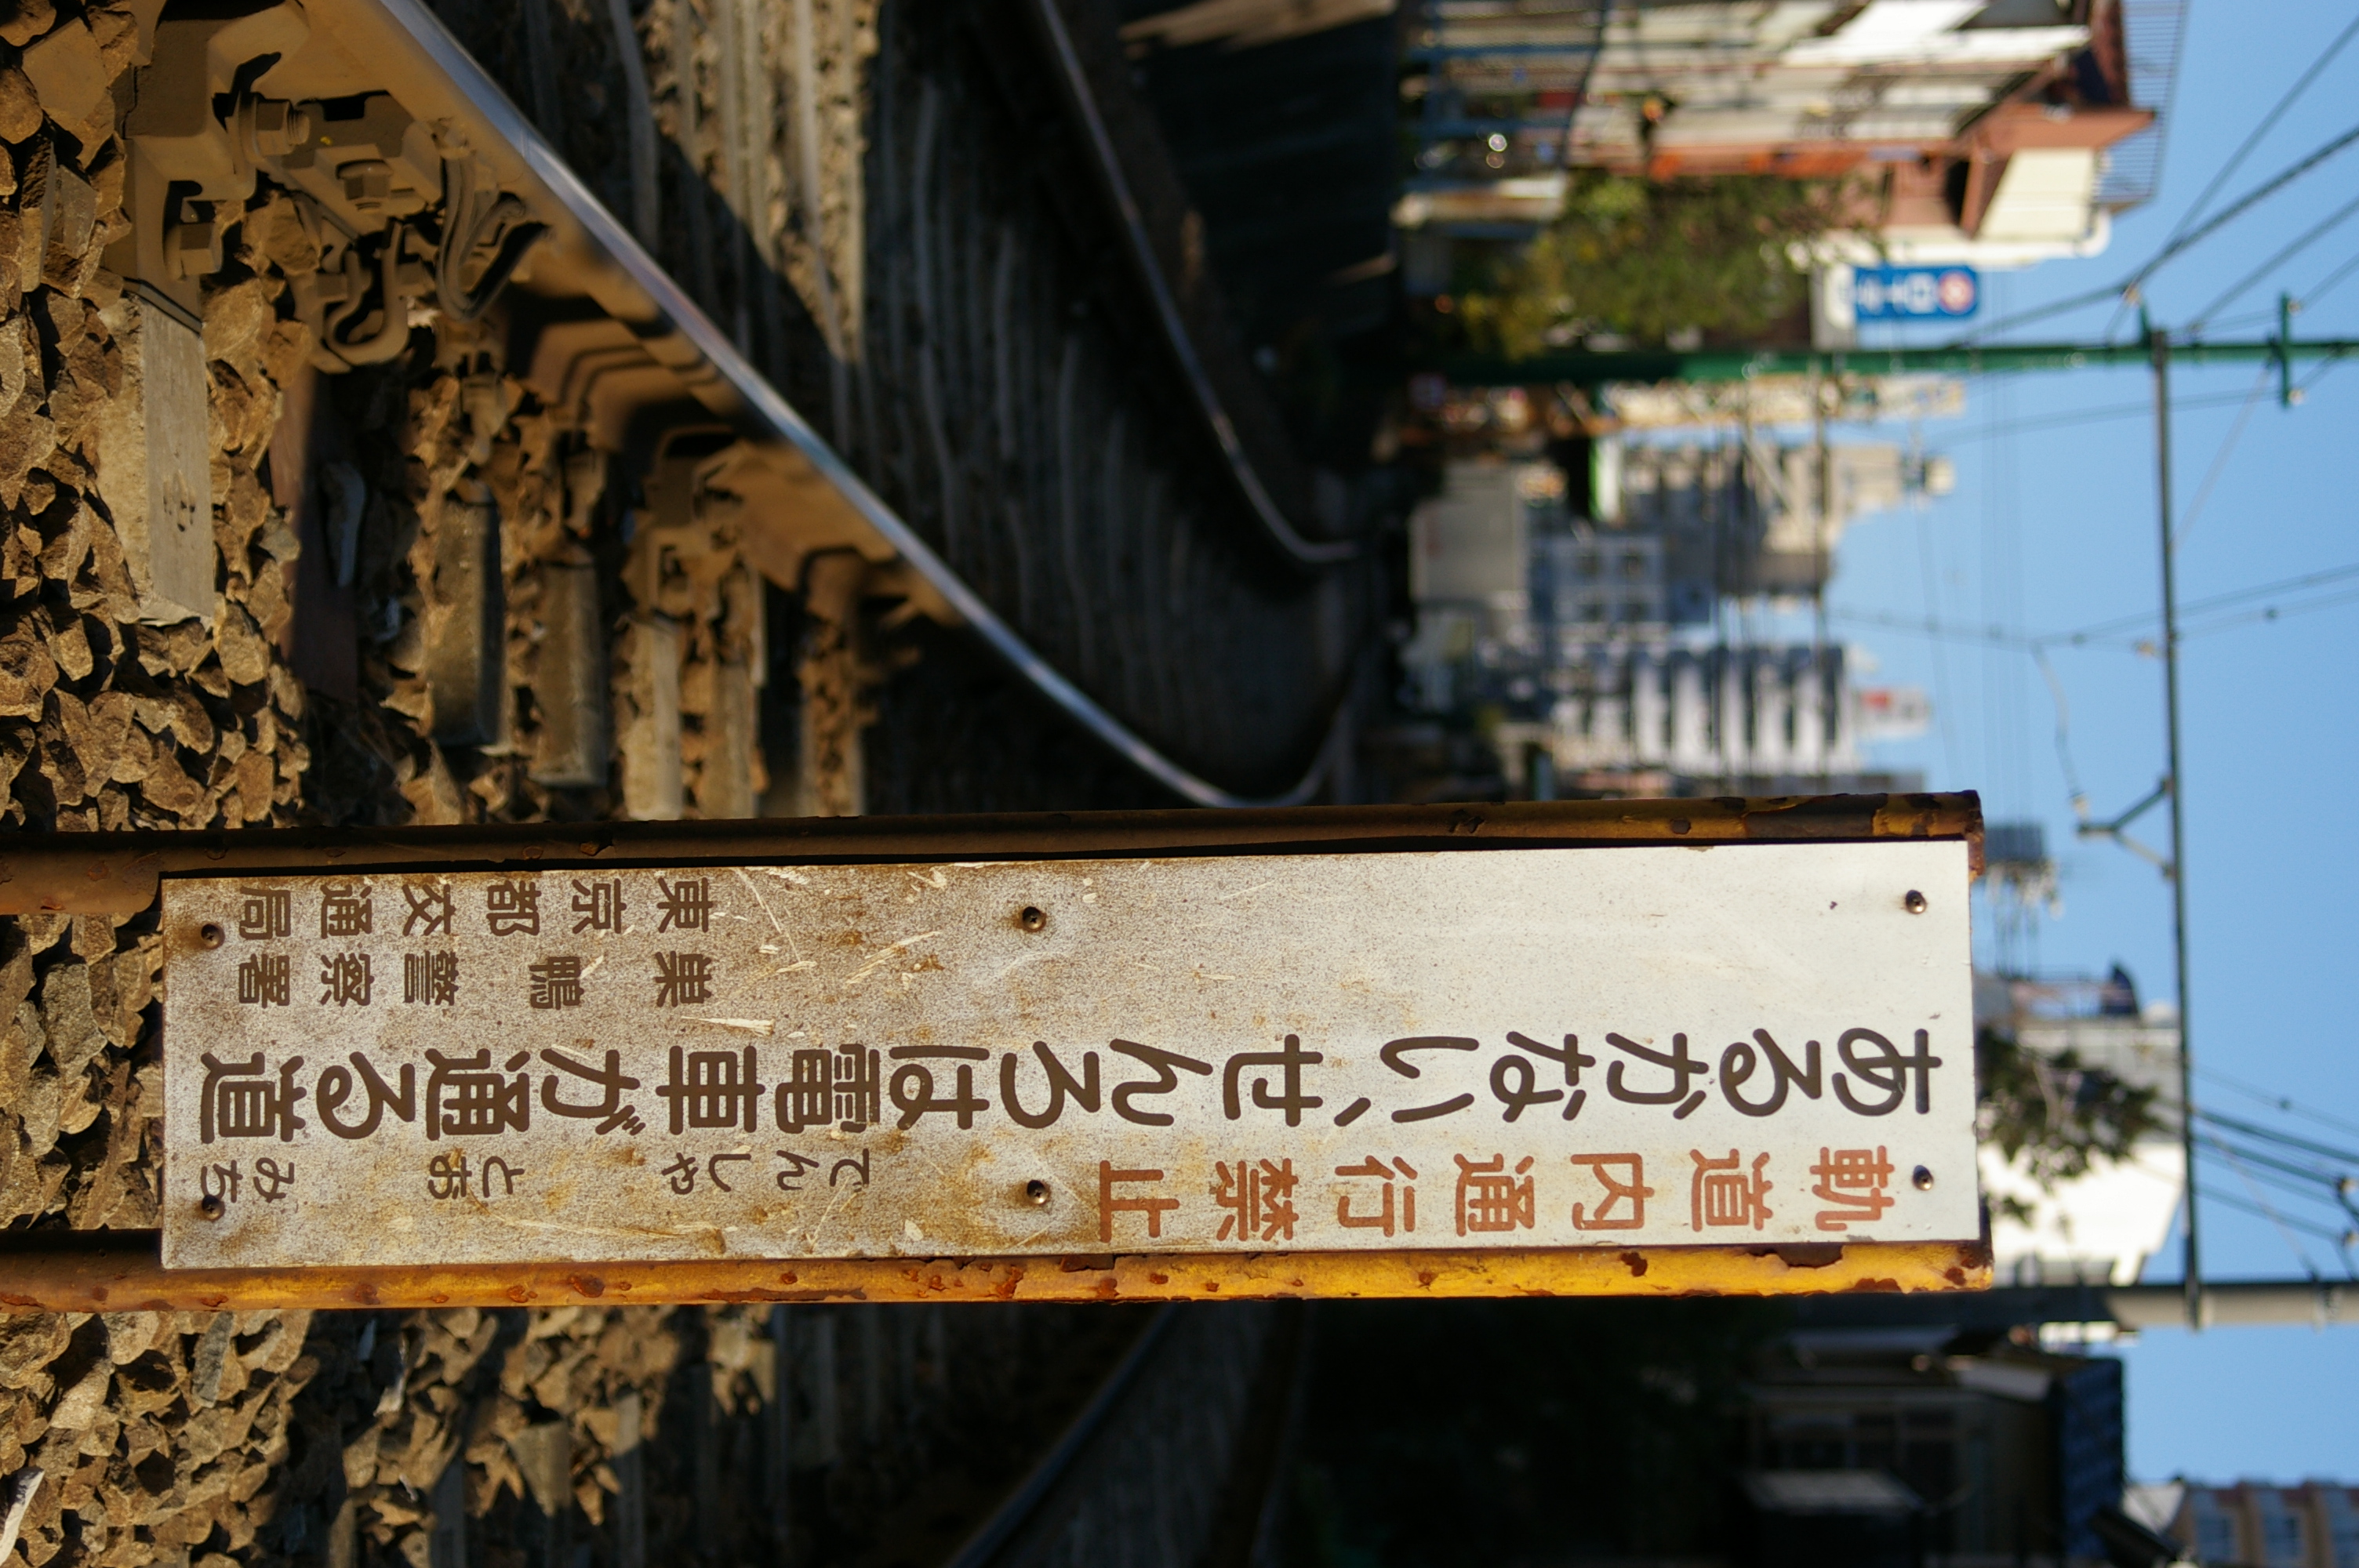 軌道内通行禁止
あるかない、せんろは電車が通る道
でんしゃ とお みち
巣鴨警察署
東京都交通局